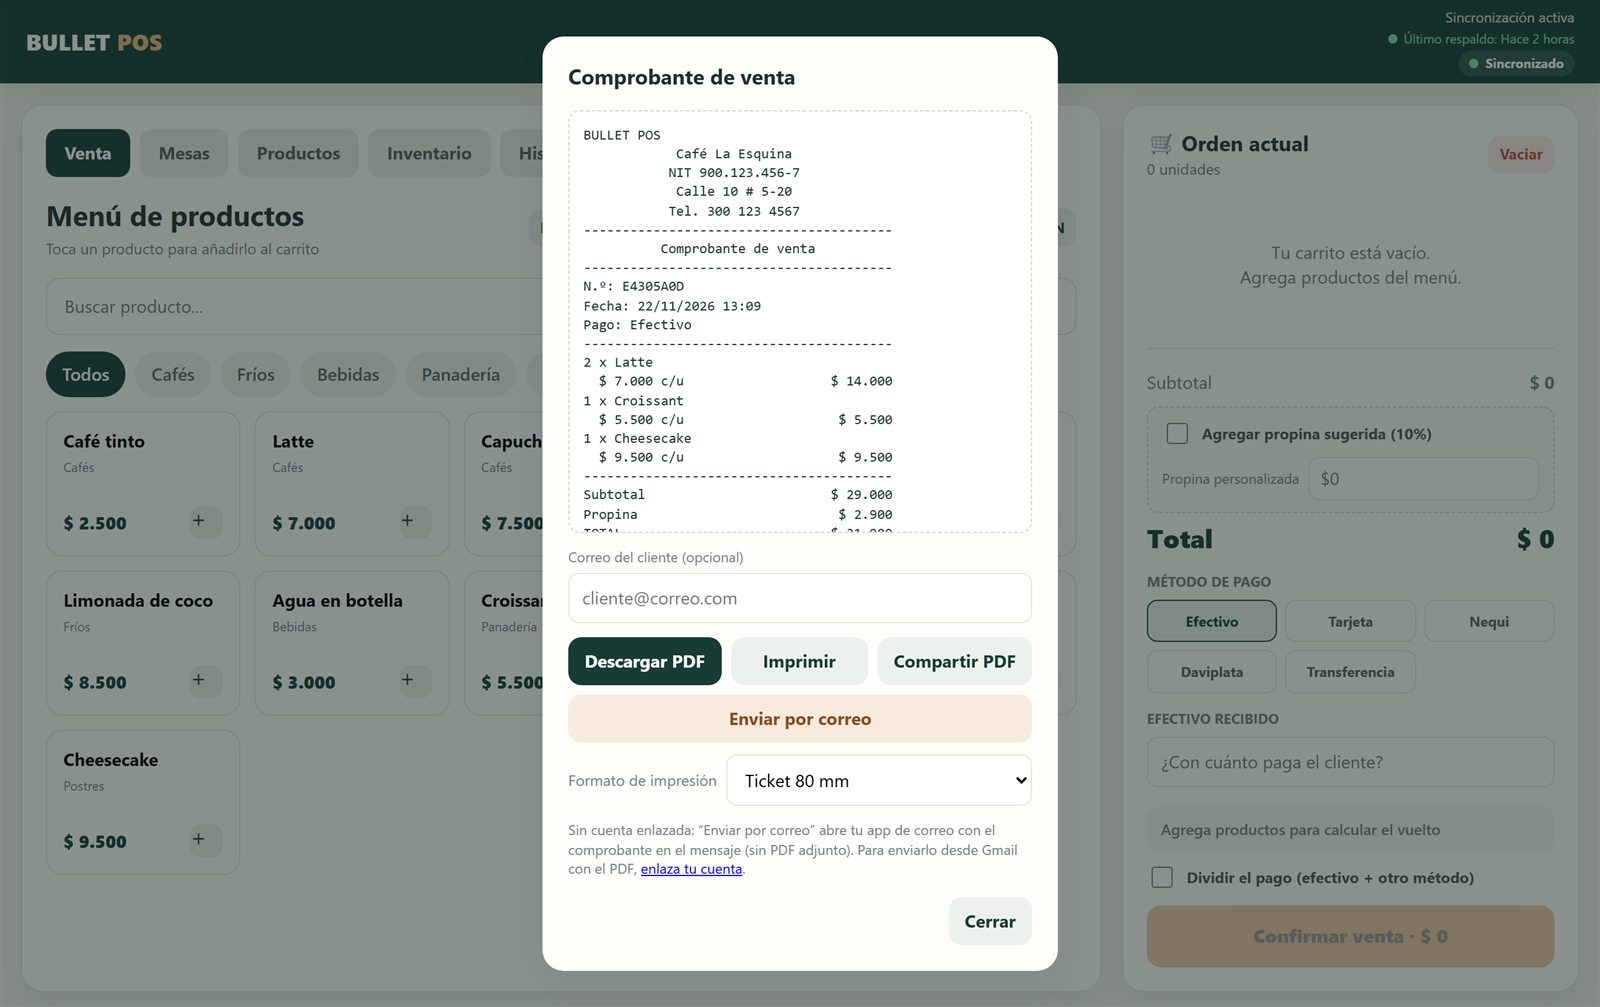 BULLET POS
Sincronización activa
Último respaldo: Hace 2 horas
Sincronizado
Venta
Mesas
Productos
Inventario
His
Menú de productos
Toca un producto para añadirlo al carrito
N
Buscar producto...
Todos
Cafés
Fríos
Bebidas
Panadería
Café tinto
Cafés
$ 2.500
+
Latte
Cafés
$ 7.000
+
Capuch
Cafés
$ 7.500
Limonada de coco
Fríos
$ 8.500
+
Agua en botella
Bebidas
$ 3.000
+
Croissa
Panadería
$ 5.500
Cheesecake
Postres
$ 9.500
+
Comprobante de venta
BULLET POS
Café La Esquina
NIT 900.123.456-7
Calle 10 # 5-20
Tel. 300 123 4567
----------------------------------------
Comprobante de venta
----------------------------------------
N.º: E4305A0D
Fecha: 22/11/2026 13:09
Pago: Efectivo
----------------------------------------
2 x Latte
$ 7.000 c/u $ 14.000
1 x Croissant
$ 5.500 c/u $ 5.500
1 x Cheesecake
$ 9.500 c/u $ 9.500
----------------------------------------
Subtotal $ 29.000
Propina $ 2.900
TOTAL $ 31.900
Correo del cliente (opcional)
cliente@correo.com
Descargar PDF
Imprimir
Compartir PDF
Enviar por correo
Formato de impresión
Ticket 80 mm
Sin cuenta enlazada: “Enviar por correo” abre tu app de correo con el
comprobante en el mensaje (sin PDF adjunto). Para enviarlo desde Gmail
con el PDF, enlaza tu cuenta.
Cerrar
Orden actual
0 unidades
Vaciar
Tu carrito está vacío.
Agrega productos del menú.
Subtotal $ 0
Agregar propina sugerida (10%)
Propina personalizada
$0
Total $ 0
MÉTODO DE PAGO
Efectivo
Tarjeta
Nequi
Daviplata
Transferencia
EFECTIVO RECIBIDO
¿Con cuánto paga el cliente?
Agrega productos para calcular el vuelto
Dividir el pago (efectivo + otro método)
Confirmar venta · $ 0